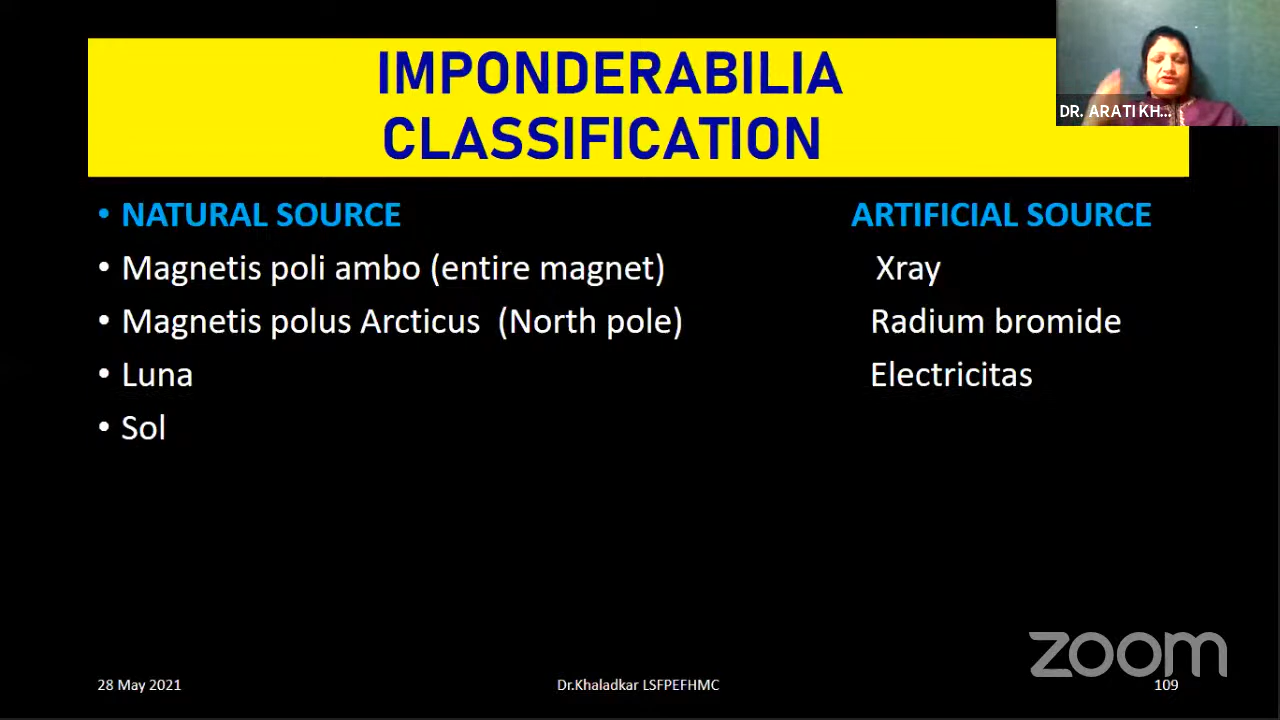 IMPONDERABILIA
CLASSIFICATION
DR. ARATI KH...
• NATURAL SOURCE ARTIFICIAL SOURCE
• Magnetis poli ambo (entire magnet) Xray
• Magnetis polus Arcticus (North pole) Radium bromide
• Luna Electricitas
• Sol
zoom
28 May 2021 Dr.Khaladkar LSFPEFHMC 109